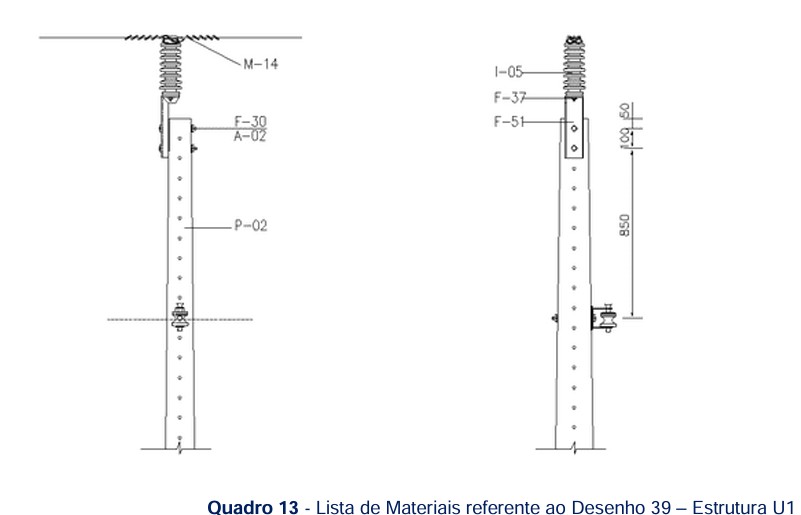 M-14
F-30
A-02
P-02
I-05
F-37
F-51
50
100
850
Quadro 13 - Lista de Materiais referente ao Desenho 39 – Estrutura U1